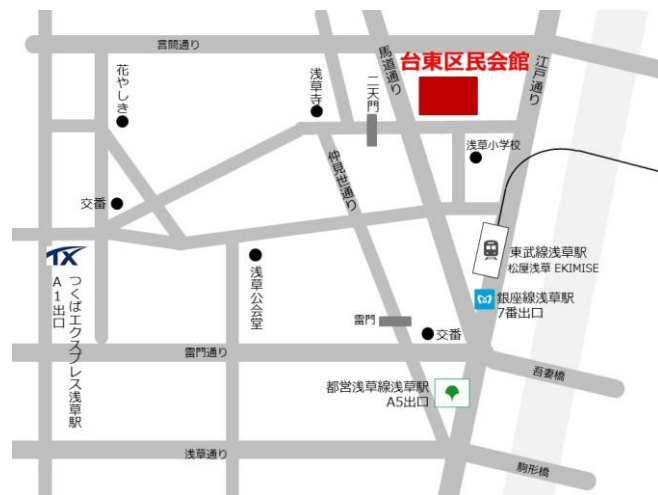 言問通り
台東区民会館
馬道通り
江戸通り
花やしき
浅草寺
二天門
浅草小学校
仲見世通り
交番
TX
つくばエクスプレス浅草駅
A1出口
浅草公会堂
東武線浅草駅
松屋浅草 EKIMISE
銀座線浅草駅
7番出口
雷門
交番
雷門通り
吾妻橋
都営浅草線浅草駅
A5出口
浅草通り
駒形橋